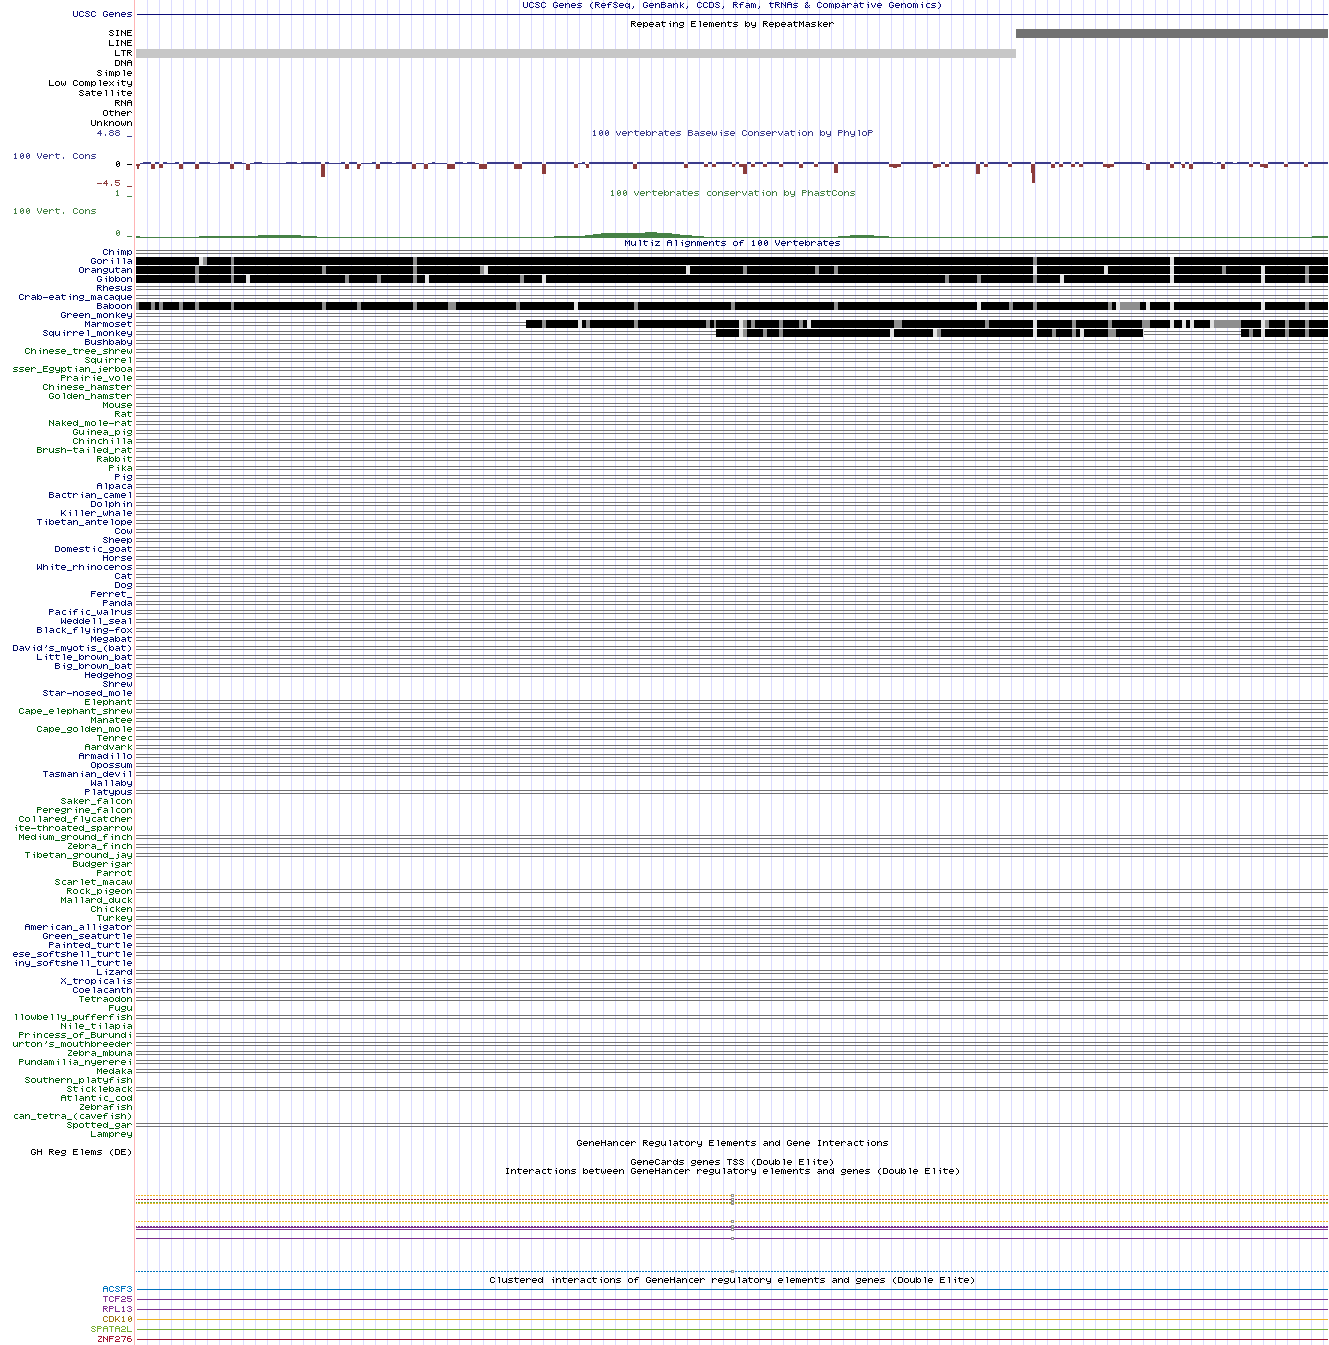 UCSC Genes (RefSeq, GenBank, CCDS, Rfam, tRNAs & Comparative Genomics)
UCSC Genes
Repeating Elements by RepeatMasker
SINE
LINE
LTR
DNA
Simple
Low Complexity
Satellite
RNA
Other
Unknown
4.88 _
100 vertebrates Basewise Conservation by PhyloP
100 Vert. Cons
0 _
-4.5 _
1 _
100 vertebrates conservation by PhastCons
100 Vert. Cons
0 _
Multiz Alignments of 100 Vertebrates
Chimp
Gorilla
Orangutan
Gibbon
Rhesus
Crab-eating_macaque
Baboon
Green_monkey
Marmoset
Squirrel_monkey
Bushbaby
Chinese_tree_shrew
Squirrel
sser_Egyptian_jerboa
Prairie_vole
Chinese_hamster
Golden_hamster
Mouse
Rat
Naked_mole-rat
Guinea_pig
Chinchilla
Brush-tailed_rat
Rabbit
Pika
Pig
Alpaca
Bactrian_camel
Dolphin
Killer_whale
Tibetan_antelope
Cow
Sheep
Domestic_goat
Horse
White_rhinoceros
Cat
Dog
Ferret_
Panda
Pacific_walrus
Weddell_seal
Black_flying-fox
Megabat
David's_myotis_(bat)
Little_brown_bat
Big_brown_bat
Hedgehog
Shrew
Star-nosed_mole
Elephant
Cape_elephant_shrew
Manatee
Cape_golden_mole
Tenrec
Aardvark
Armadillo
Opossum
Tasmanian_devil
Wallaby
Platypus
Saker_falcon
Peregrine_falcon
Collared_flycatcher
ite-throated_sparrow
Medium_ground_finch
Zebra_finch
Tibetan_ground_jay
Budgerigar
Parrot
Scarlet_macaw
Rock_pigeon
Mallard_duck
Chicken
Turkey
American_alligator
Green_seaturtle
Painted_turtle
ese_softshell_turtle
iny_softshell_turtle
Lizard
X_tropicalis
Coelacanth
Tetraodon
Fugu
llowbelly_pufferfish
Nile_tilapia
Princess_of_Burundi
urton's_mouthbreeder
Zebra_mbuna
Pundamilia_nyererei
Medaka
Southern_platyfish
Stickleback
Atlantic_cod
Zebrafish
can_tetra_(cavefish)
Spotted_gar
Lamprey
GeneHancer Regulatory Elements and Gene Interactions
GH Reg Elems (DE)
GeneCards genes TSS (Double Elite)
Interactions between GeneHancer regulatory elements and genes (Double Elite)
Clustered interactions of GeneHancer regulatory elements and genes (Double Elite)
ACSF3
TCF25
RPL13
CDK10
SPATA2L
ZNF276